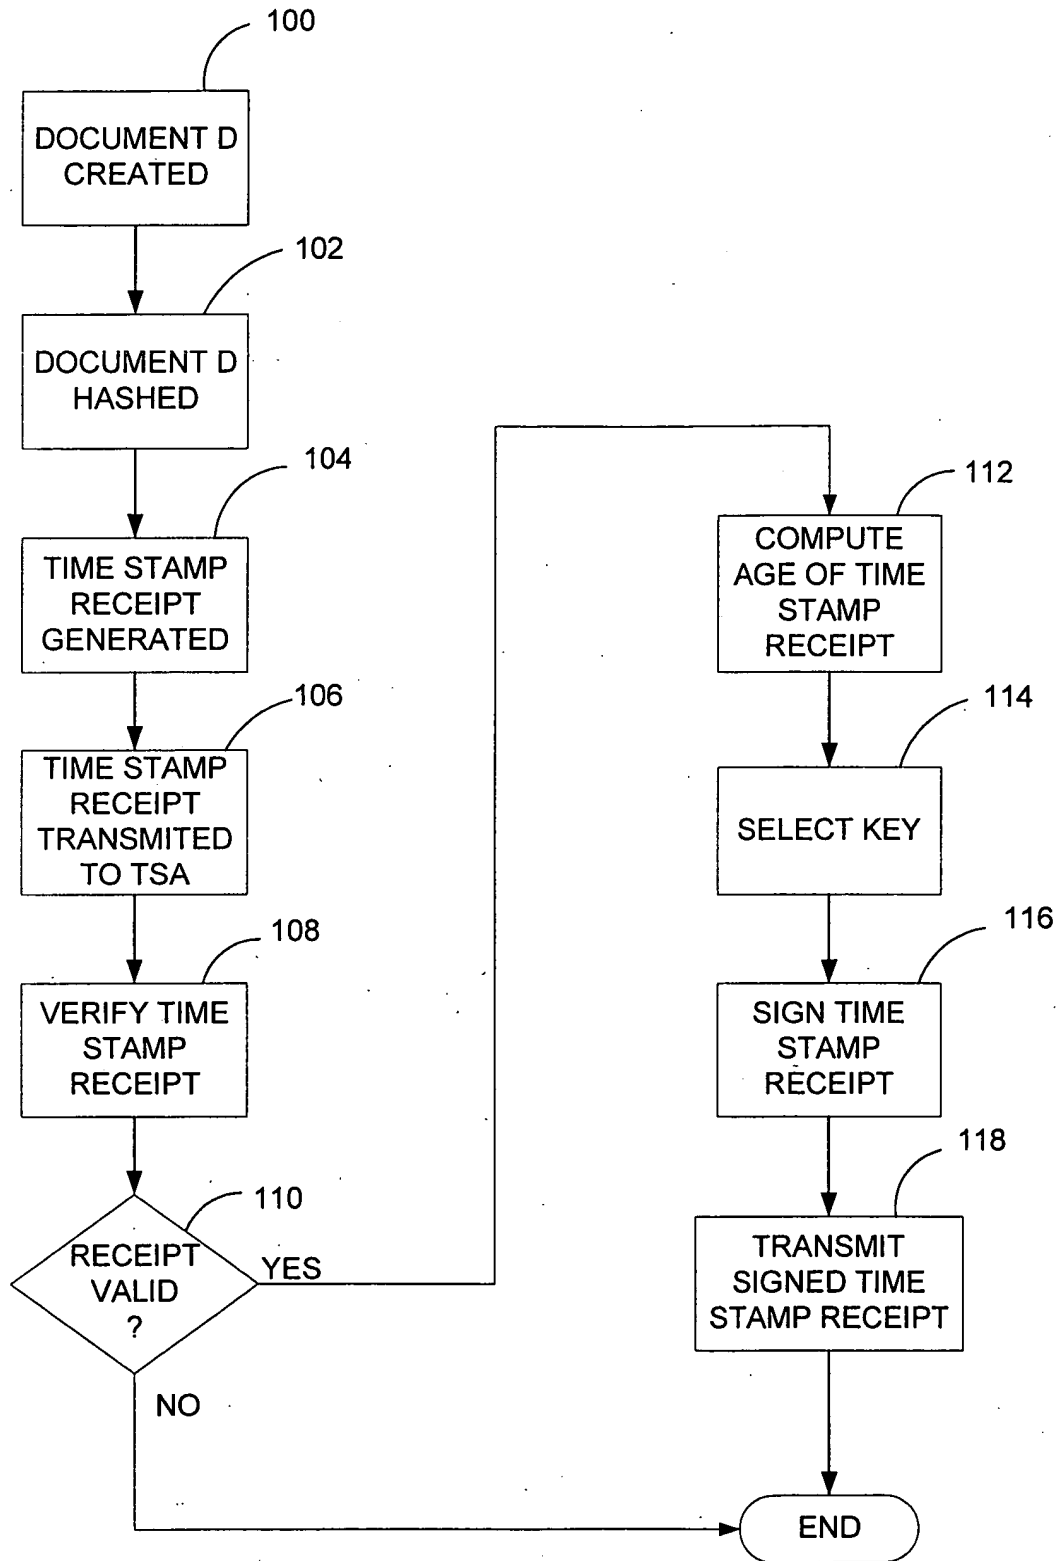 100
DOCUMENT D
CREATED
102
DOCUMENT D
HASHED
104
TIME STAMP
RECEIPT
GENERATED
106
TIME STAMP
RECEIPT
TRANSMITED
TO TSA
108
VERIFY TIME
STAMP
RECEIPT
110
RECEIPT
VALID
?
YES
NO
112
COMPUTE
AGE OF TIME
STAMP
RECEIPT
114
SELECT KEY
116
SIGN TIME
STAMP
RECEIPT
118
TRANSMIT
SIGNED TIME
STAMP RECEIPT
END